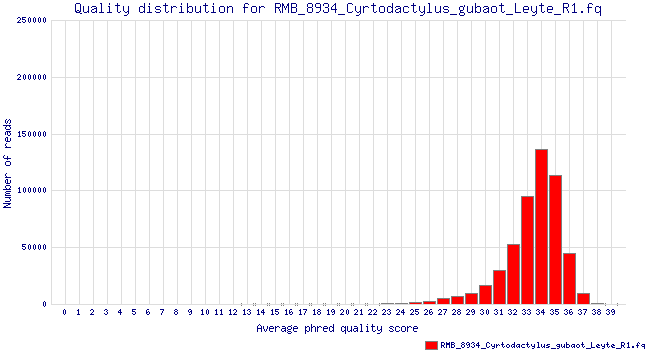 Quality distribution for RMB_8934_Cyrtodactylus_gubaot_Leyte_R1.fq
250000
200000
150000
100000
50000
0
Number of reads
0 1 2 3 4 5 6 7 8 9 10 11 12 13 14 15 16 17 18 19 20 21 22 23 24 25 26 27 28 29 30 31 32 33 34 35 36 37 38 39
Average phred quality score
RMB_8934_Cyrtodactylus_gubaot_Leyte_R1.fq